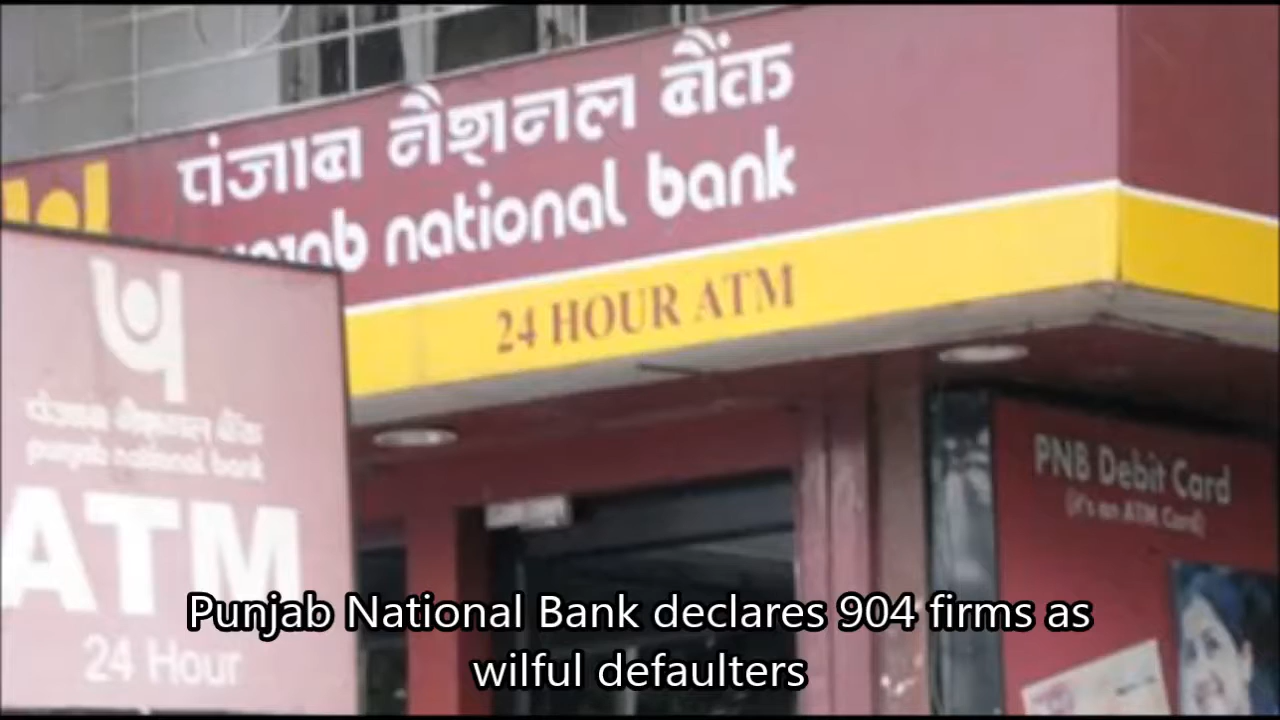 पंजाब नैशनल बैंक
punjab national bank
24 HOUR ATM
पंजाब नैशनल बैंक
punjab national bank
ATM
24 Hour
PNB Debit Card
(it's an ATM Card)
Punjab National Bank declares 904 firms as
wilful defaulters